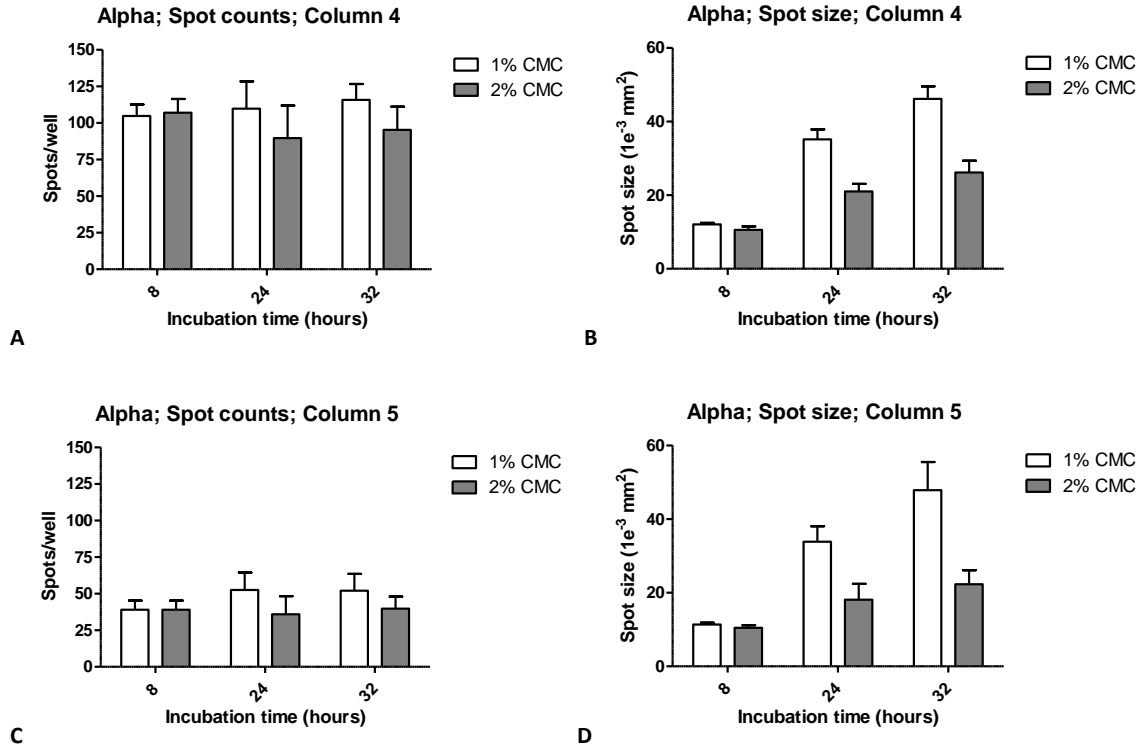 Alpha; Spot counts; Column 4
150
125
100
75
50
25
0
Spots/well
8
24
32
Incubation time (hours)
1% CMC
2% CMC
A
Alpha; Spot size; Column 4
60
40
20
0
Spot size (1e⁻³ mm²)
8
24
32
Incubation time (hours)
1% CMC
2% CMC
B
Alpha; Spot counts; Column 5
150
125
100
75
50
25
0
Spots/well
8
24
32
Incubation time (hours)
1% CMC
2% CMC
C
Alpha; Spot size; Column 5
60
40
20
0
Spot size (1e⁻³ mm²)
8
24
32
Incubation time (hours)
1% CMC
2% CMC
D